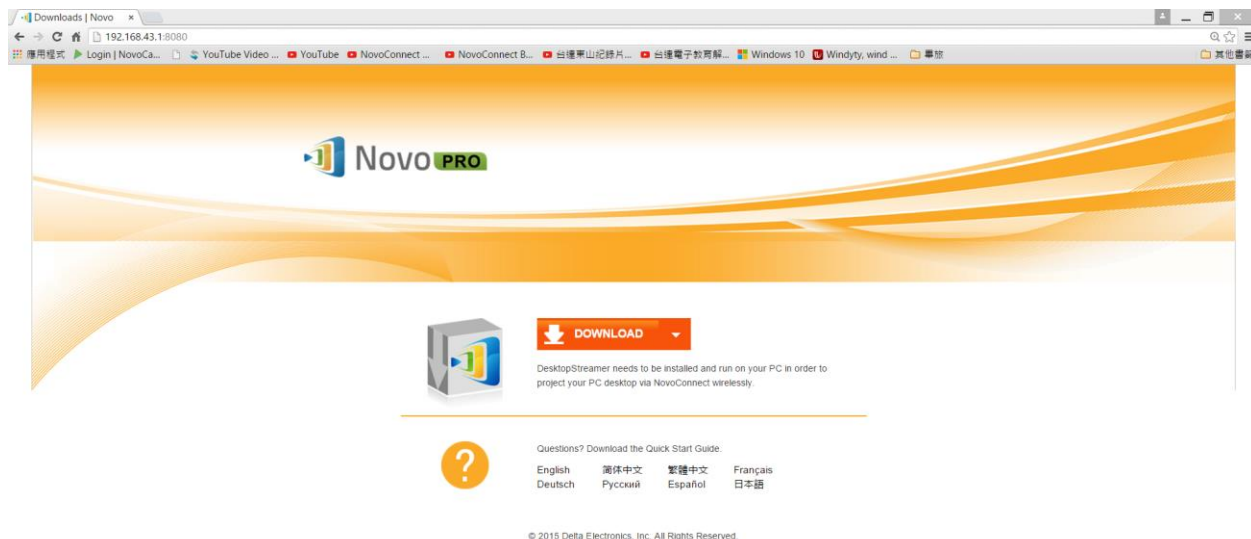 Downloads | Novo
192.168.43.1:8080
應用程式 Login | NovoCa... YouTube Video ... YouTube NovoConnect ... NovoConnect B... 台達東山紀錄片... 台達電子教育解... Windows 10 Windyty, wind ... 畢旅 其他書籤
Novo PRO
DOWNLOAD
DesktopStreamer needs to be installed and run on your PC in order to
project your PC desktop via NovoConnect wirelessly.
?
Questions? Download the Quick Start Guide.
English 简体中文 繁體中文 Français
Deutsch Русский Español 日本語
© 2015 Delta Electronics, Inc. All Rights Reserved.